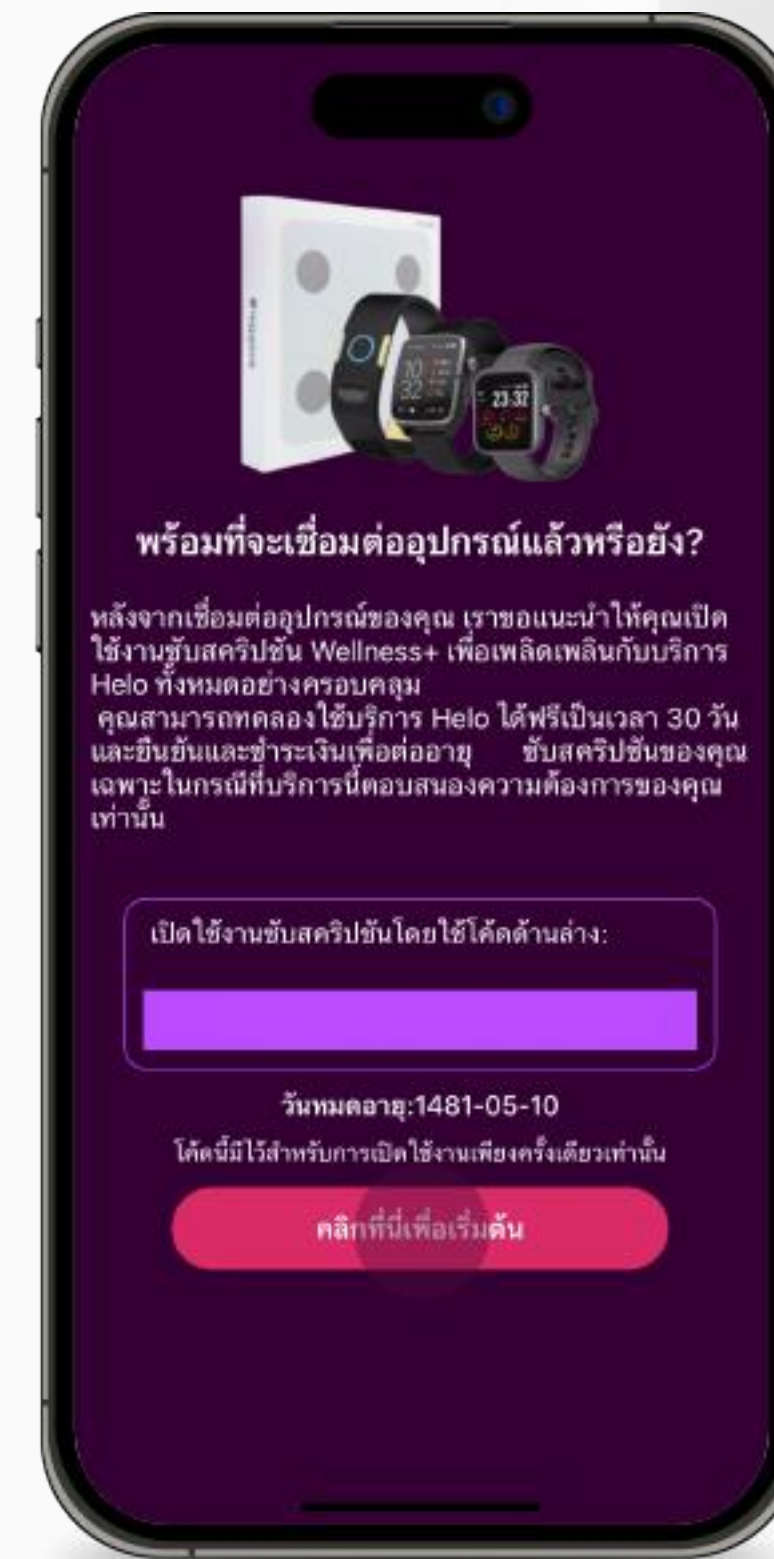 10
32
23:32
พร้อมที่จะเชื่อมต่ออุปกรณ์แล้วหรือยัง?
หลังจากเชื่อมต่ออุปกรณ์ของคุณ เราขอแนะนำให้คุณเปิด
ใช้งานซับสคริปชัน Wellness+ เพื่อเพลิดเพลินกับบริการ
Helo ทั้งหมดอย่างครอบคลุม
คุณสามารถทดลองใช้บริการ Helo ได้ฟรีเป็นเวลา 30 วัน
และยืนยันและชำระเงินเพื่อต่ออายุ ซับสคริปชันของคุณ
เฉพาะในกรณีที่บริการนี้ตอบสนองความต้องการของคุณ
เท่านั้น
เปิดใช้งานซับสคริปชันโดยใช้โค้ดด้านล่าง:
วันหมดอายุ:1481-05-10
โค้ดนี้มีไว้สำหรับการเปิดใช้งานเพียงครั้งเดียวเท่านั้น
คลิกที่นี่เพื่อเริ่มต้น